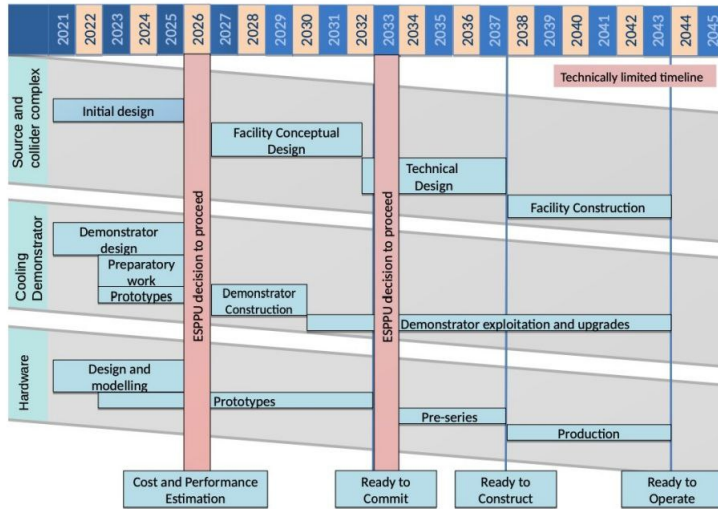 2021 2022 2023 2024 2025 2026 2027 2028 2029 2030 2031 2032 2033 2034 2035 2036 2037 2038 2039 2040 2041 2042 2043 2044 2045
Technically limited timeline
Source and
collider complex
Initial design
Facility Conceptual
Design
Technical
Design
Facility Construction
ESPPU decision to proceed
ESPPU decision to proceed
Cooling
Demonstrator
Demonstrator
design
Preparatory
work
Prototypes
Demonstrator
Construction
Demonstrator exploitation and upgrades
Hardware
Design and
modelling
Prototypes
Pre-series
Production
Cost and Performance
Estimation
Ready to
Commit
Ready to
Construct
Ready to
Operate